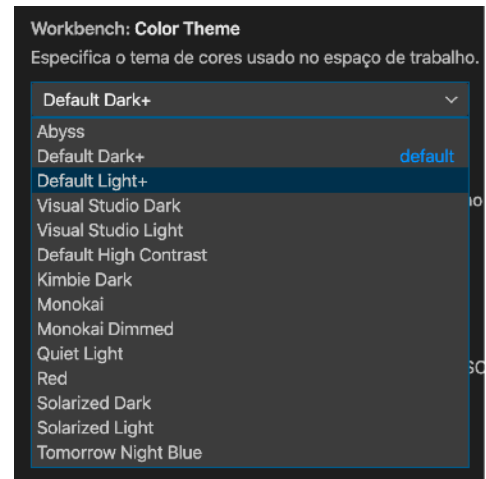 Workbench: Color Theme
Especifica o tema de cores usado no espaço de trabalho.
Default Dark+
Abyss
Default Dark+ default
Default Light+
Visual Studio Dark
Visual Studio Light
Default High Contrast
Kimbie Dark
Monokai
Monokai Dimmed
Quiet Light
Red
Solarized Dark
Solarized Light
Tomorrow Night Blue